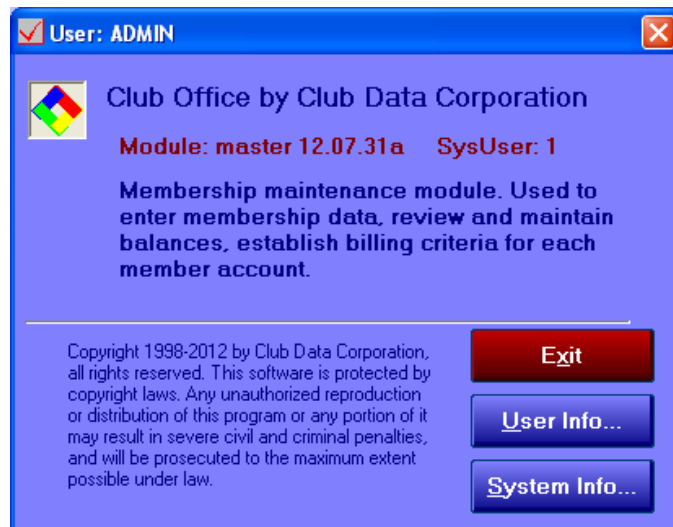 User: ADMIN
Club Office by Club Data Corporation
Module: master 12.07.31a SysUser: 1
Membership maintenance module. Used to
enter membership data, review and maintain
balances, establish billing criteria for each
member account.
Copyright 1998-2012 by Club Data Corporation,
all rights reserved. This software is protected by
copyright laws. Any unauthorized reproduction
or distribution of this program or any portion of it
may result in severe civil and criminal penalties,
and will be prosecuted to the maximum extent
possible under law.
Exit
User Info...
System Info...